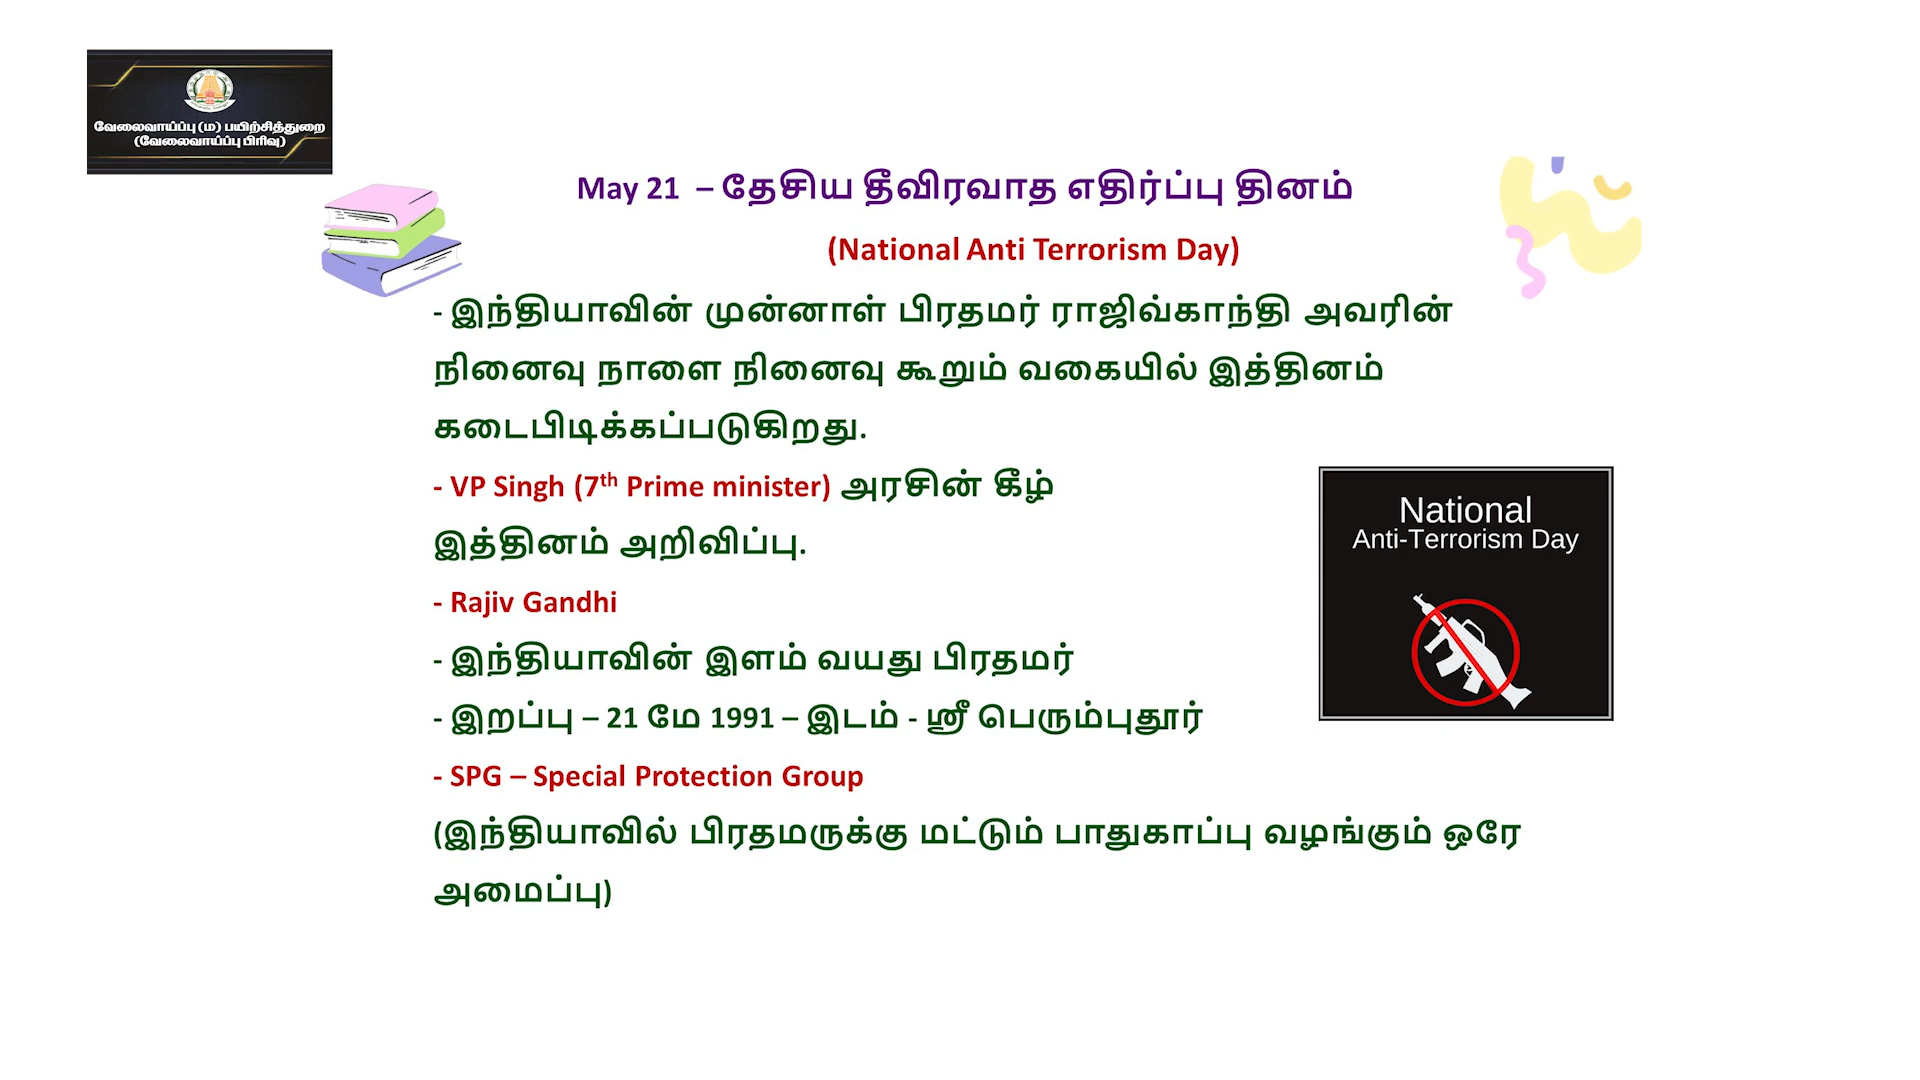 வேலைவாய்ப்பு (ம) பயிற்சித்துறை
(வேலைவாய்ப்பு பிரிவு)
May 21 – தேசிய தீவிரவாத எதிர்ப்பு தினம்
(National Anti Terrorism Day)
- இந்தியாவின் முன்னாள் பிரதமர் ராஜிவ்காந்தி அவரின்
நினைவு நாளை நினைவு கூறும் வகையில் இத்தினம்
கடைபிடிக்கப்படுகிறது.
- VP Singh (7th Prime minister) அரசின் கீழ்
இத்தினம் அறிவிப்பு.
- Rajiv Gandhi
- இந்தியாவின் இளம் வயது பிரதமர்
- இறப்பு – 21 மே 1991 – இடம் - ஸ்ரீ பெரும்புதூர்
- SPG – Special Protection Group
(இந்தியாவில் பிரதமருக்கு மட்டும் பாதுகாப்பு வழங்கும் ஒரே
அமைப்பு)
National
Anti-Terrorism Day